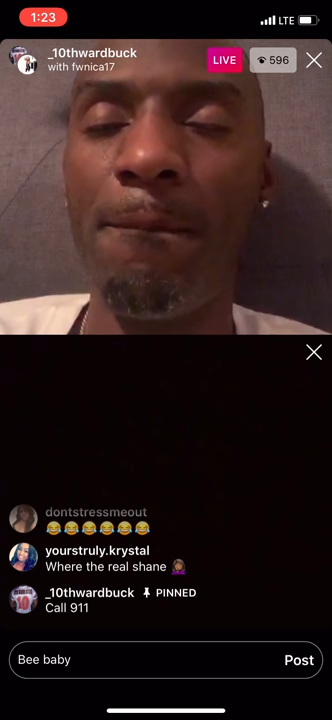 1:23
LTE
_10thwardbuck
with fwnica17
LIVE
596
dontstressmeout
😂😂😂😂😂😂
yourstruly.krystal
Where the real shane 🤦🏾‍♀️
_10thwardbuck PINNED
Call 911
Bee baby
Post